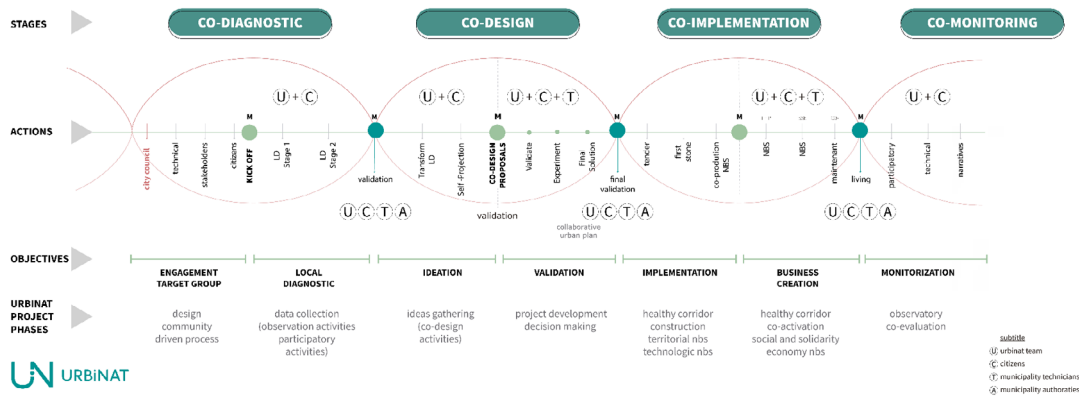 STAGES
CO-DIAGNOSTIC
CO-DESIGN
CO-IMPLEMENTATION
CO-MONITORING
U + C
U + C
U + C + T
U + C + T
U + C
ACTIONS
M
M
M
M
M
M
city council
technical
stakeholders
citizens
KICK OFF
LD
Stage 1
LD
Stage 2
validation
Transform
LD
Self -Projection
CO-DESIGN
PROPOSALS
validation
Validate
Experiment
Final
Solution
final
validation
tender
first
stone
co-prodution
NBS
NBS
NBS
maintenant
living
participatory
technical
narratives
U C T A
U C T A
U C T A
collaborative
urban plan
OBJECTIVES
ENGAGEMENT
TARGET GROUP
LOCAL
DIAGNOSTIC
IDEATION
VALIDATION
IMPLEMENTATION
BUSINESS
CREATION
MONITORIZATION
URBINAT
PROJECT
PHASES
design
community
driven process
data collection
(observation activities
participatory
activities)
ideas gathering
(co-design
activities)
project development
decision making
healthy corridor
construction
territorial nbs
technologic nbs
healthy corridor
co-activation
social and solidarity
economy nbs
observatory
co-evaluation
subtitle
U urbinat team
C citizens
T municipality technicians
A municipality authoraties
UN URBiNAT